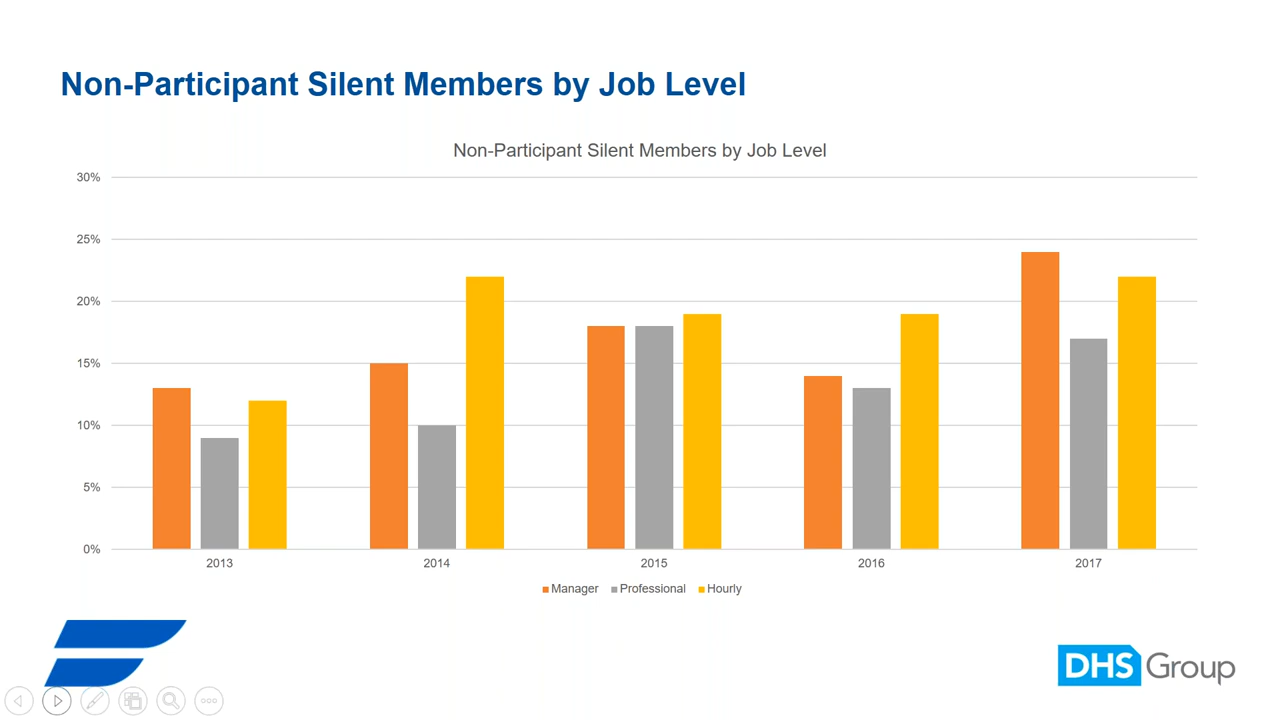 Non-Participant Silent Members by Job Level
Non-Participant Silent Members by Job Level
30%
25%
20%
15%
10%
5%
0%
2013 2014 2015 2016 2017
Manager Professional Hourly
DHS Group